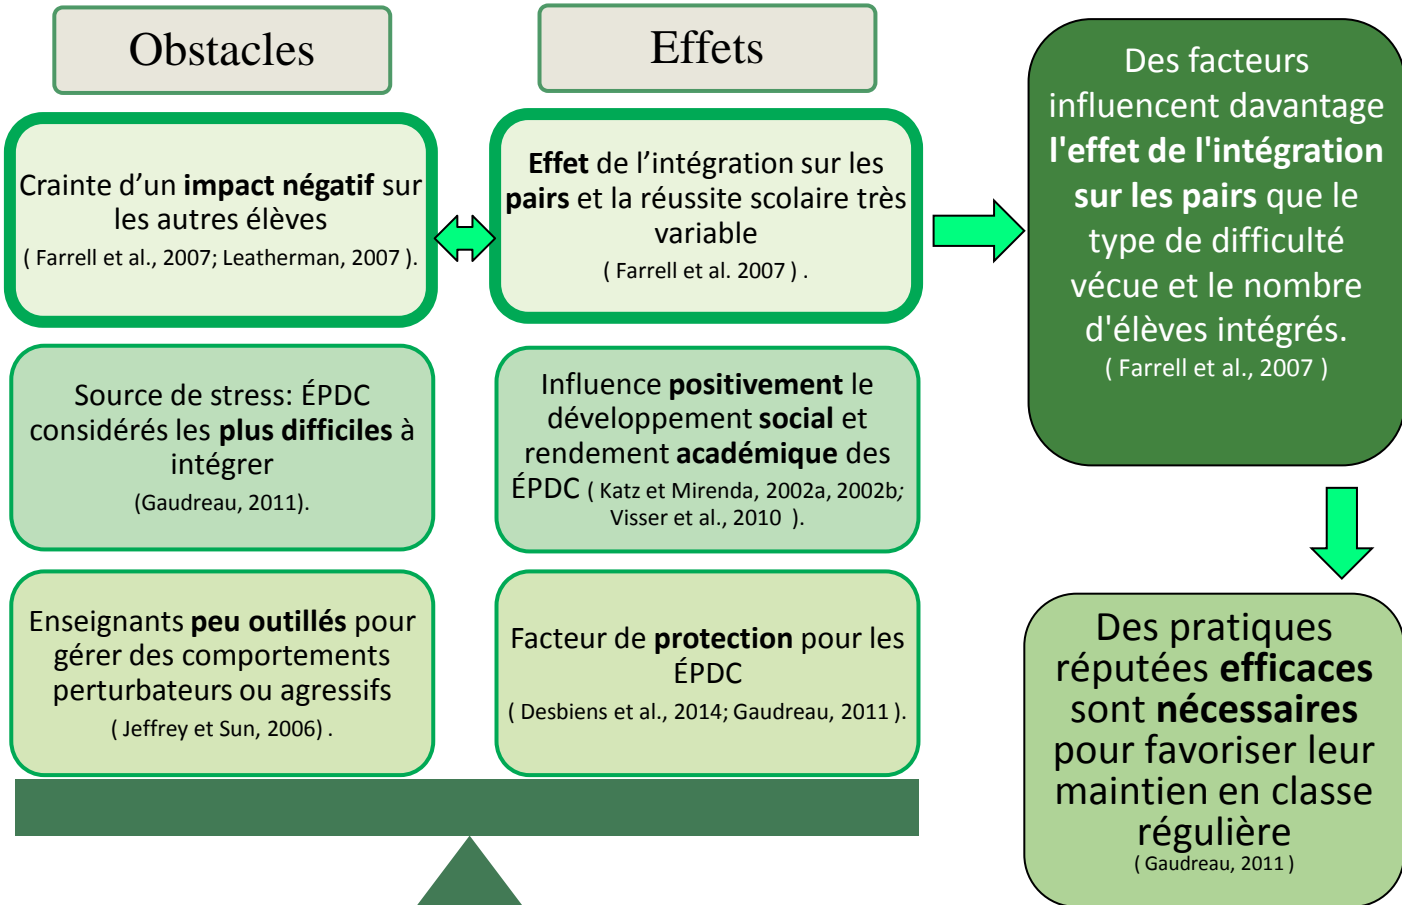 Obstacles
Crainte d’un impact négatif sur
les autres élèves
( Farrell et al., 2007; Leatherman, 2007 ).
Source de stress: ÉPDC
considérés les plus difficiles à
intégrer
(Gaudreau, 2011).
Enseignants peu outillés pour
gérer des comportements
perturbateurs ou agressifs
( Jeffrey et Sun, 2006) .
Effets
Effet de l’intégration sur les
pairs et la réussite scolaire très
variable
( Farrell et al. 2007 ) .
Influence positivement le
développement social et
rendement académique des
ÉPDC ( Katz et Mirenda, 2002a, 2002b;
Visser et al., 2010 ).
Facteur de protection pour les
ÉPDC
( Desbiens et al., 2014; Gaudreau, 2011 ).
Des facteurs
influencent davantage
l'effet de l'intégration
sur les pairs que le
type de difficulté
vécue et le nombre
d'élèves intégrés.
( Farrell et al., 2007 )
Des pratiques
réputées efficaces
sont nécessaires
pour favoriser leur
maintien en classe
régulière
( Gaudreau, 2011 )